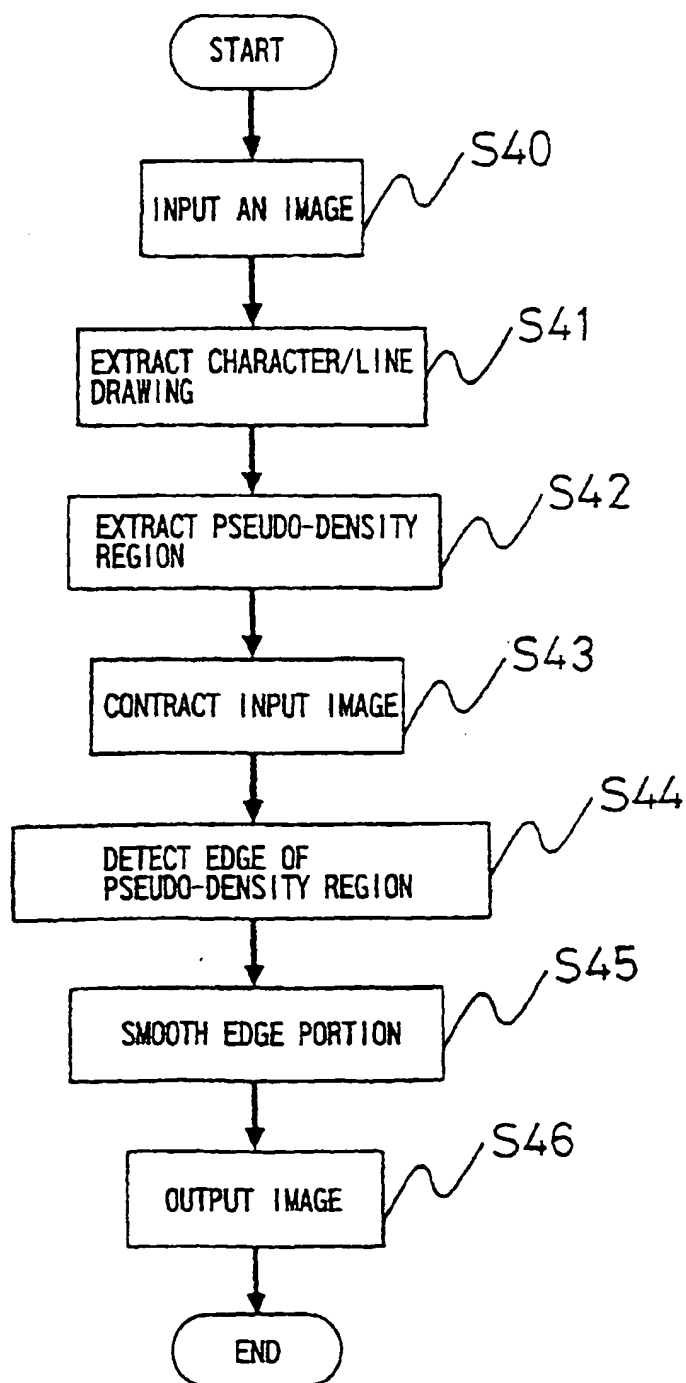 START
S40
INPUT AN IMAGE
S41
EXTRACT CHARACTER/LINE
DRAWING
S42
EXTRACT PSEUDO-DENSITY
REGION
S43
CONTRACT INPUT IMAGE
S44
DETECT EDGE OF
PSEUDO-DENSITY REGION
S45
SMOOTH EDGE PORTION
S46
OUTPUT IMAGE
END